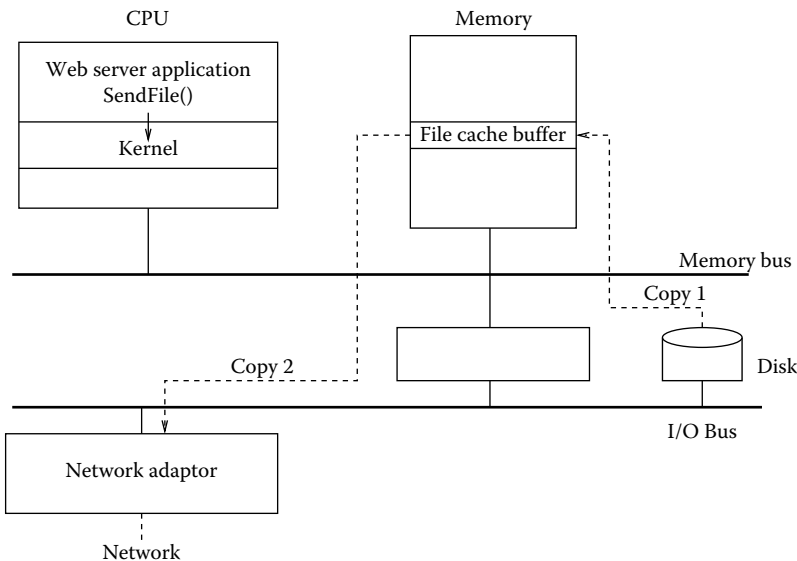 CPU
Memory
Web server application
SendFile()
Kernel
File cache buffer
Memory bus
Copy 1
Copy 2
Disk
I/O Bus
Network adaptor
Network